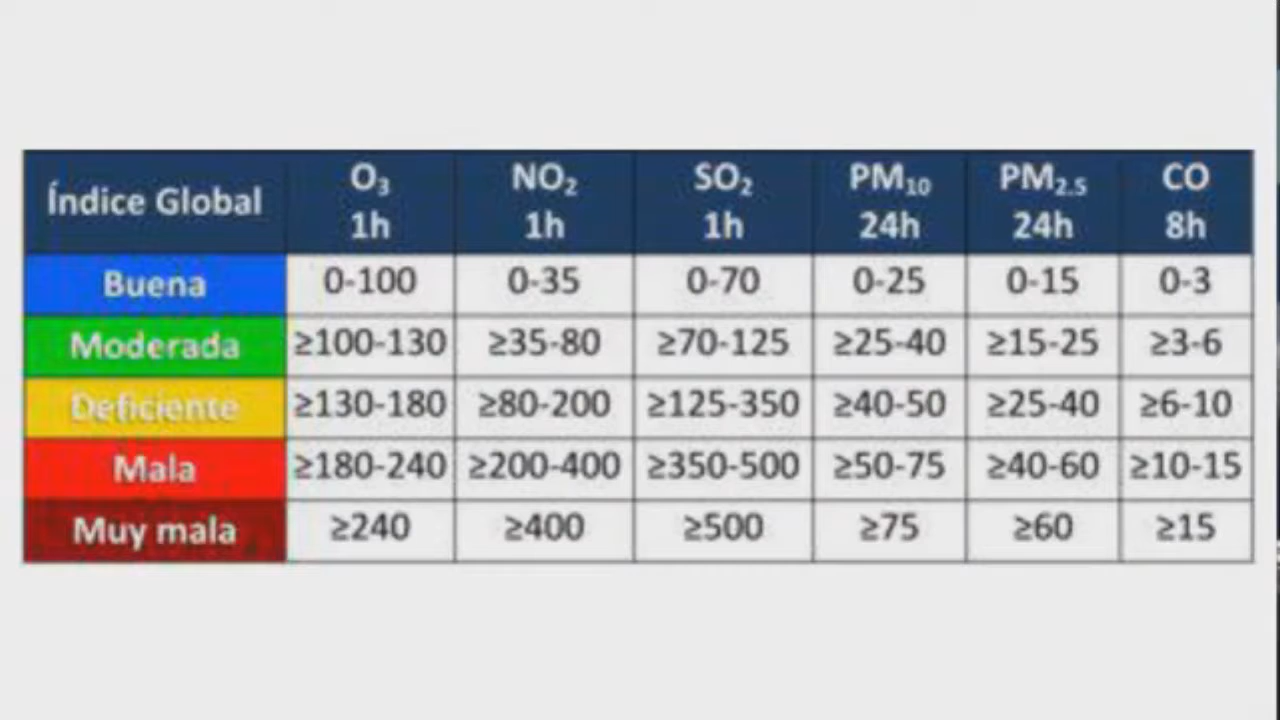 Índice Global O₃ 1h NO₂ 1h SO₂ 1h PM₁₀ 24h PM₂.₅ 24h CO 8h
Buena 0-100 0-35 0-70 0-25 0-15 0-3
Moderada ≥100-130 ≥35-80 ≥70-125 ≥25-40 ≥15-25 ≥3-6
Deficiente ≥130-180 ≥80-200 ≥125-350 ≥40-50 ≥25-40 ≥6-10
Mala ≥180-240 ≥200-400 ≥350-500 ≥50-75 ≥40-60 ≥10-15
Muy mala ≥240 ≥400 ≥500 ≥75 ≥60 ≥15